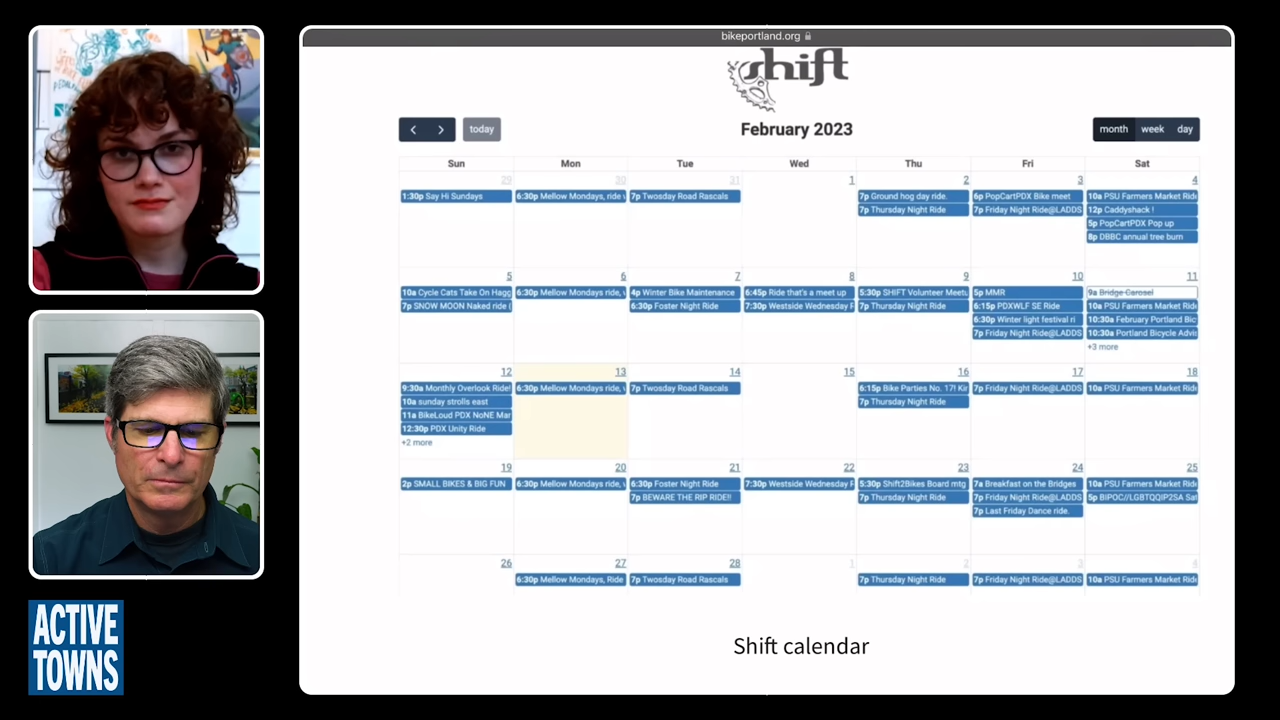 bikeportland.org
shift
today
February 2023
month week day
Sun Mon Tue Wed Thu Fri Sat
29 30 31 1 2 3 4
1:30p Say Hi Sundays
6:30p Mellow Mondays, ride
7p Twosday Road Rascals
7p Ground hog day ride.
7p Thursday Night Ride
6p PopCartPDX Bike meet
7p Friday Night Ride@LADDS
10a PSU Farmers Market Ride
12p Caddyshack !
5p PopCartPDX Pop up
8p DBBC annual tree burn
5 6 7 8 9 10 11
10a Cycle Cats Take On Hagg
7p SNOW MOON Naked ride
6:30p Mellow Mondays ride,
4p Winter Bike Maintenance
6:30p Foster Night Ride
6:45p Ride that's a meet up
7:30p Westside Wednesday
5:30p SHIFT Volunteer Meetu
7p Thursday Night Ride
5p MMR
6:15p PDXWLF SE Ride
6:30p Winter light festival ri
7p Friday Night Ride@LADDS
9a Bridge Carosel
10a PSU Farmers Market Ride
10:30a February Portland Bic
10:30a Portland Bicycle Advis
+3 more
12 13 14 15 16 17 18
9:30a Monthly Overlook Ride!
10a sunday strolls east
11a BikeLoud PDX NoNE Mar
12:30p PDX Unity Ride
+2 more
6:30p Mellow Mondays ride,
7p Twosday Road Rascals
6:15p Bike Parties No. 17! Kir
7p Thursday Night Ride
7p Friday Night Ride@LADDS
10a PSU Farmers Market Ride
19 20 21 22 23 24 25
2p SMALL BIKES & BIG FUN
6:30p Mellow Mondays ride,
6:30p Foster Night Ride
7p BEWARE THE RIP RIDE!!
7:30p Westside Wednesday
5:30p Shift2Bikes Board mtg
7p Thursday Night Ride
7a Breakfast on the Bridges
7p Friday Night Ride@LADDS
7p Last Friday Dance ride.
10a PSU Farmers Market Ride
5p BIPOC//LGBTQQIP2SA Sat
26 27 28 1 2 3 4
6:30p Mellow Mondays, Ride
7p Twosday Road Rascals
7p Thursday Night Ride
7p Friday Night Ride@LADDS
10a PSU Farmers Market Ride
Shift calendar
ACTIVE
TOWNS